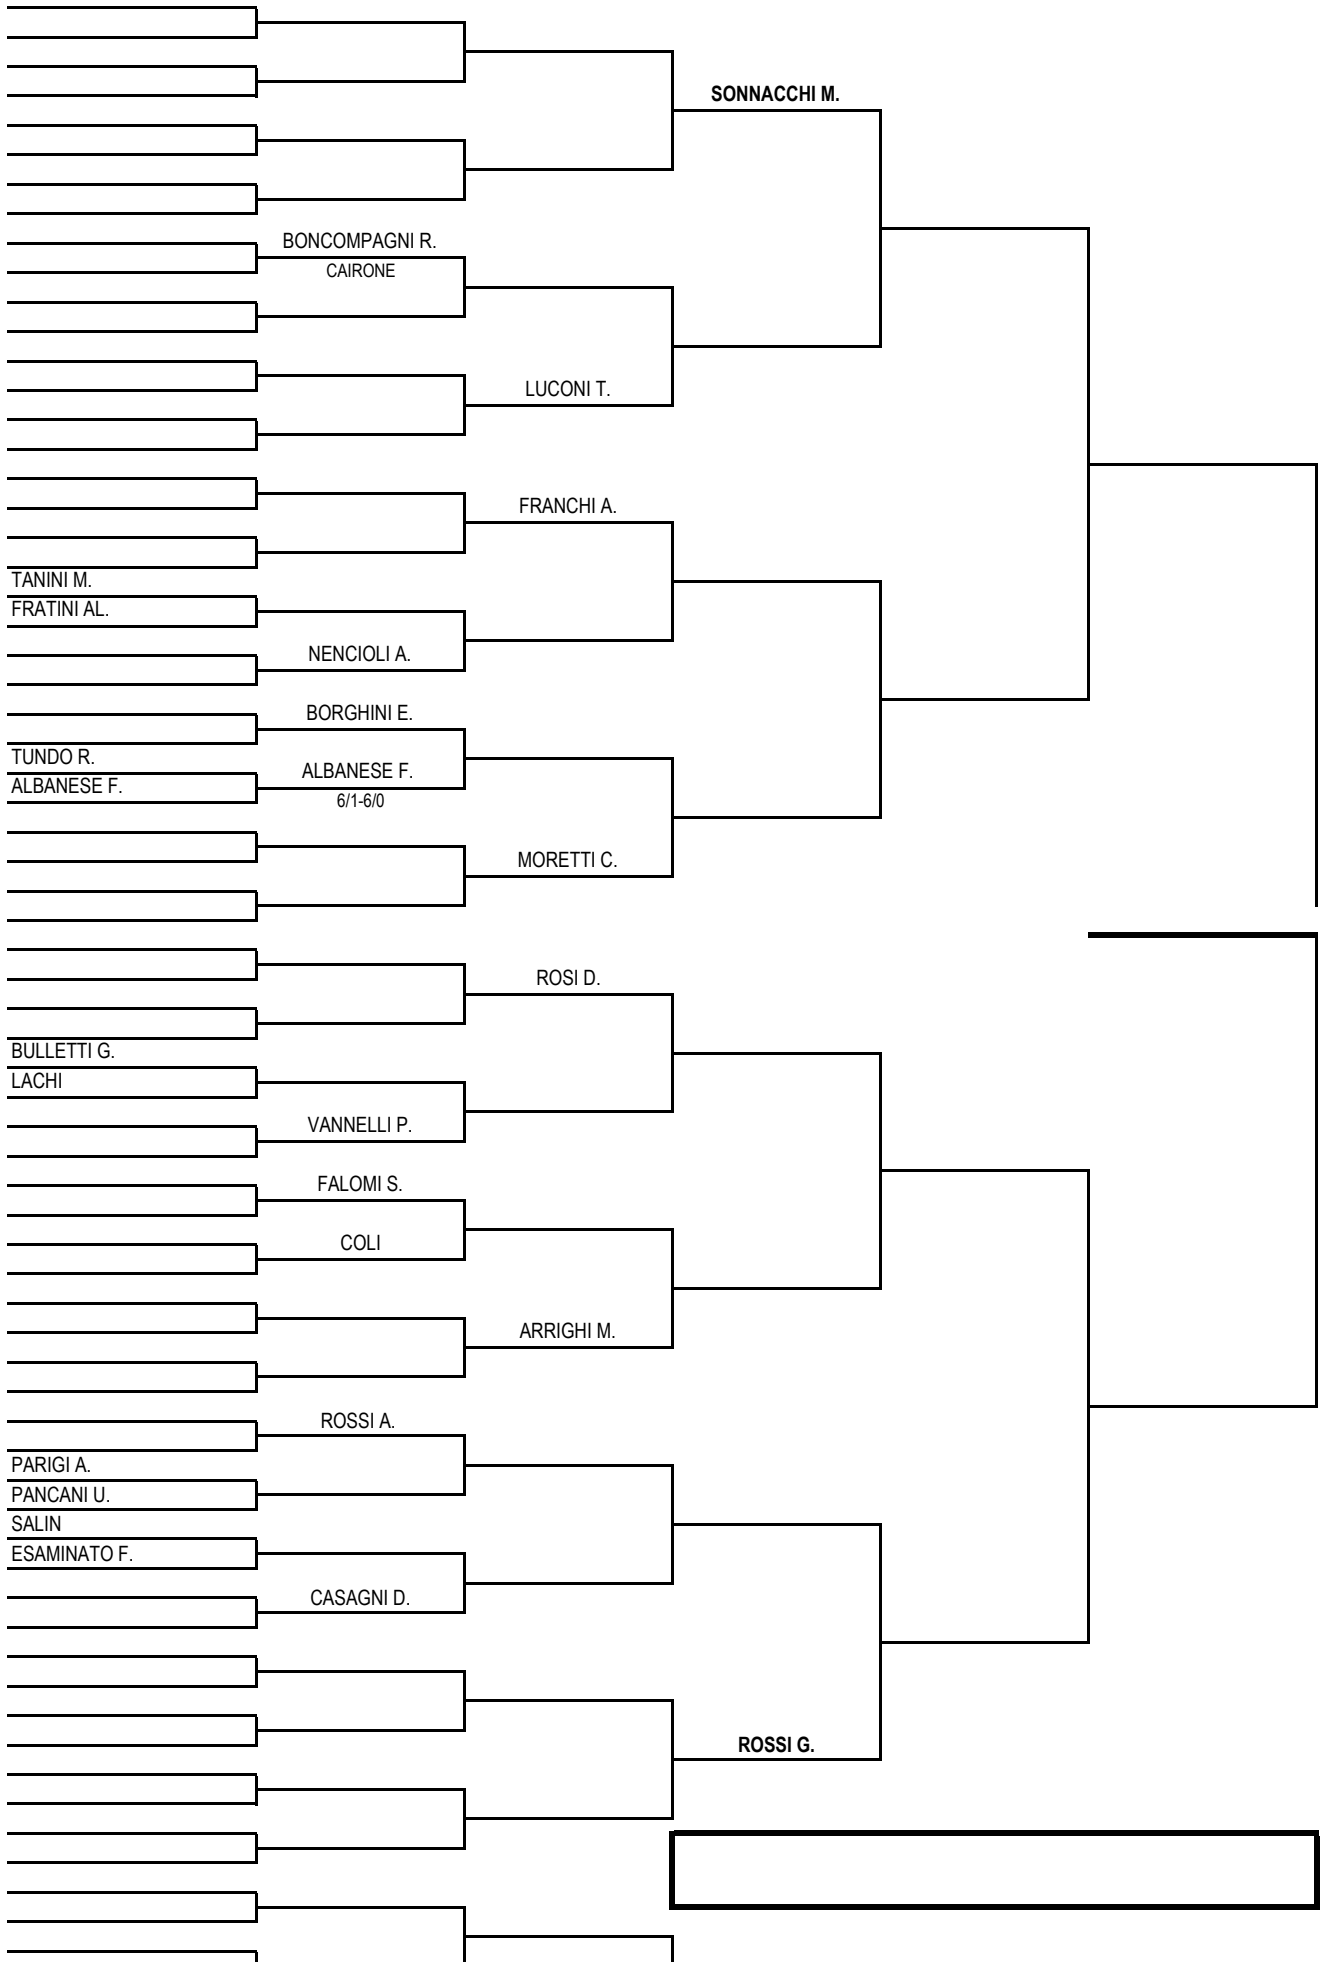 SONNACCHI M.
BONCOMPAGNI R.
CAIRONE
LUCONI T.
FRANCHI A.
TANINI M.
FRATINI AL.
NENCIOLI A.
BORGHINI E.
TUNDO R.
ALBANESE F.
ALBANESE F.
6/1-6/0
MORETTI C.
ROSI D.
BULLETTI G.
LACHI
VANNELLI P.
FALOMI S.
COLI
ARRIGHI M.
ROSSI A.
PARIGI A.
PANCANI U.
SALIN
ESAMINATO F.
CASAGNI D.
ROSSI G.